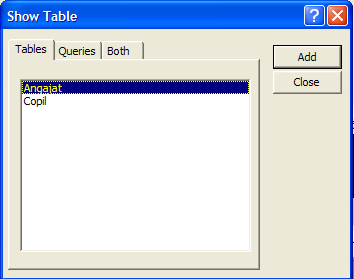 Show Table
Tables Queries Both
Angajat
Copil
Add
Close